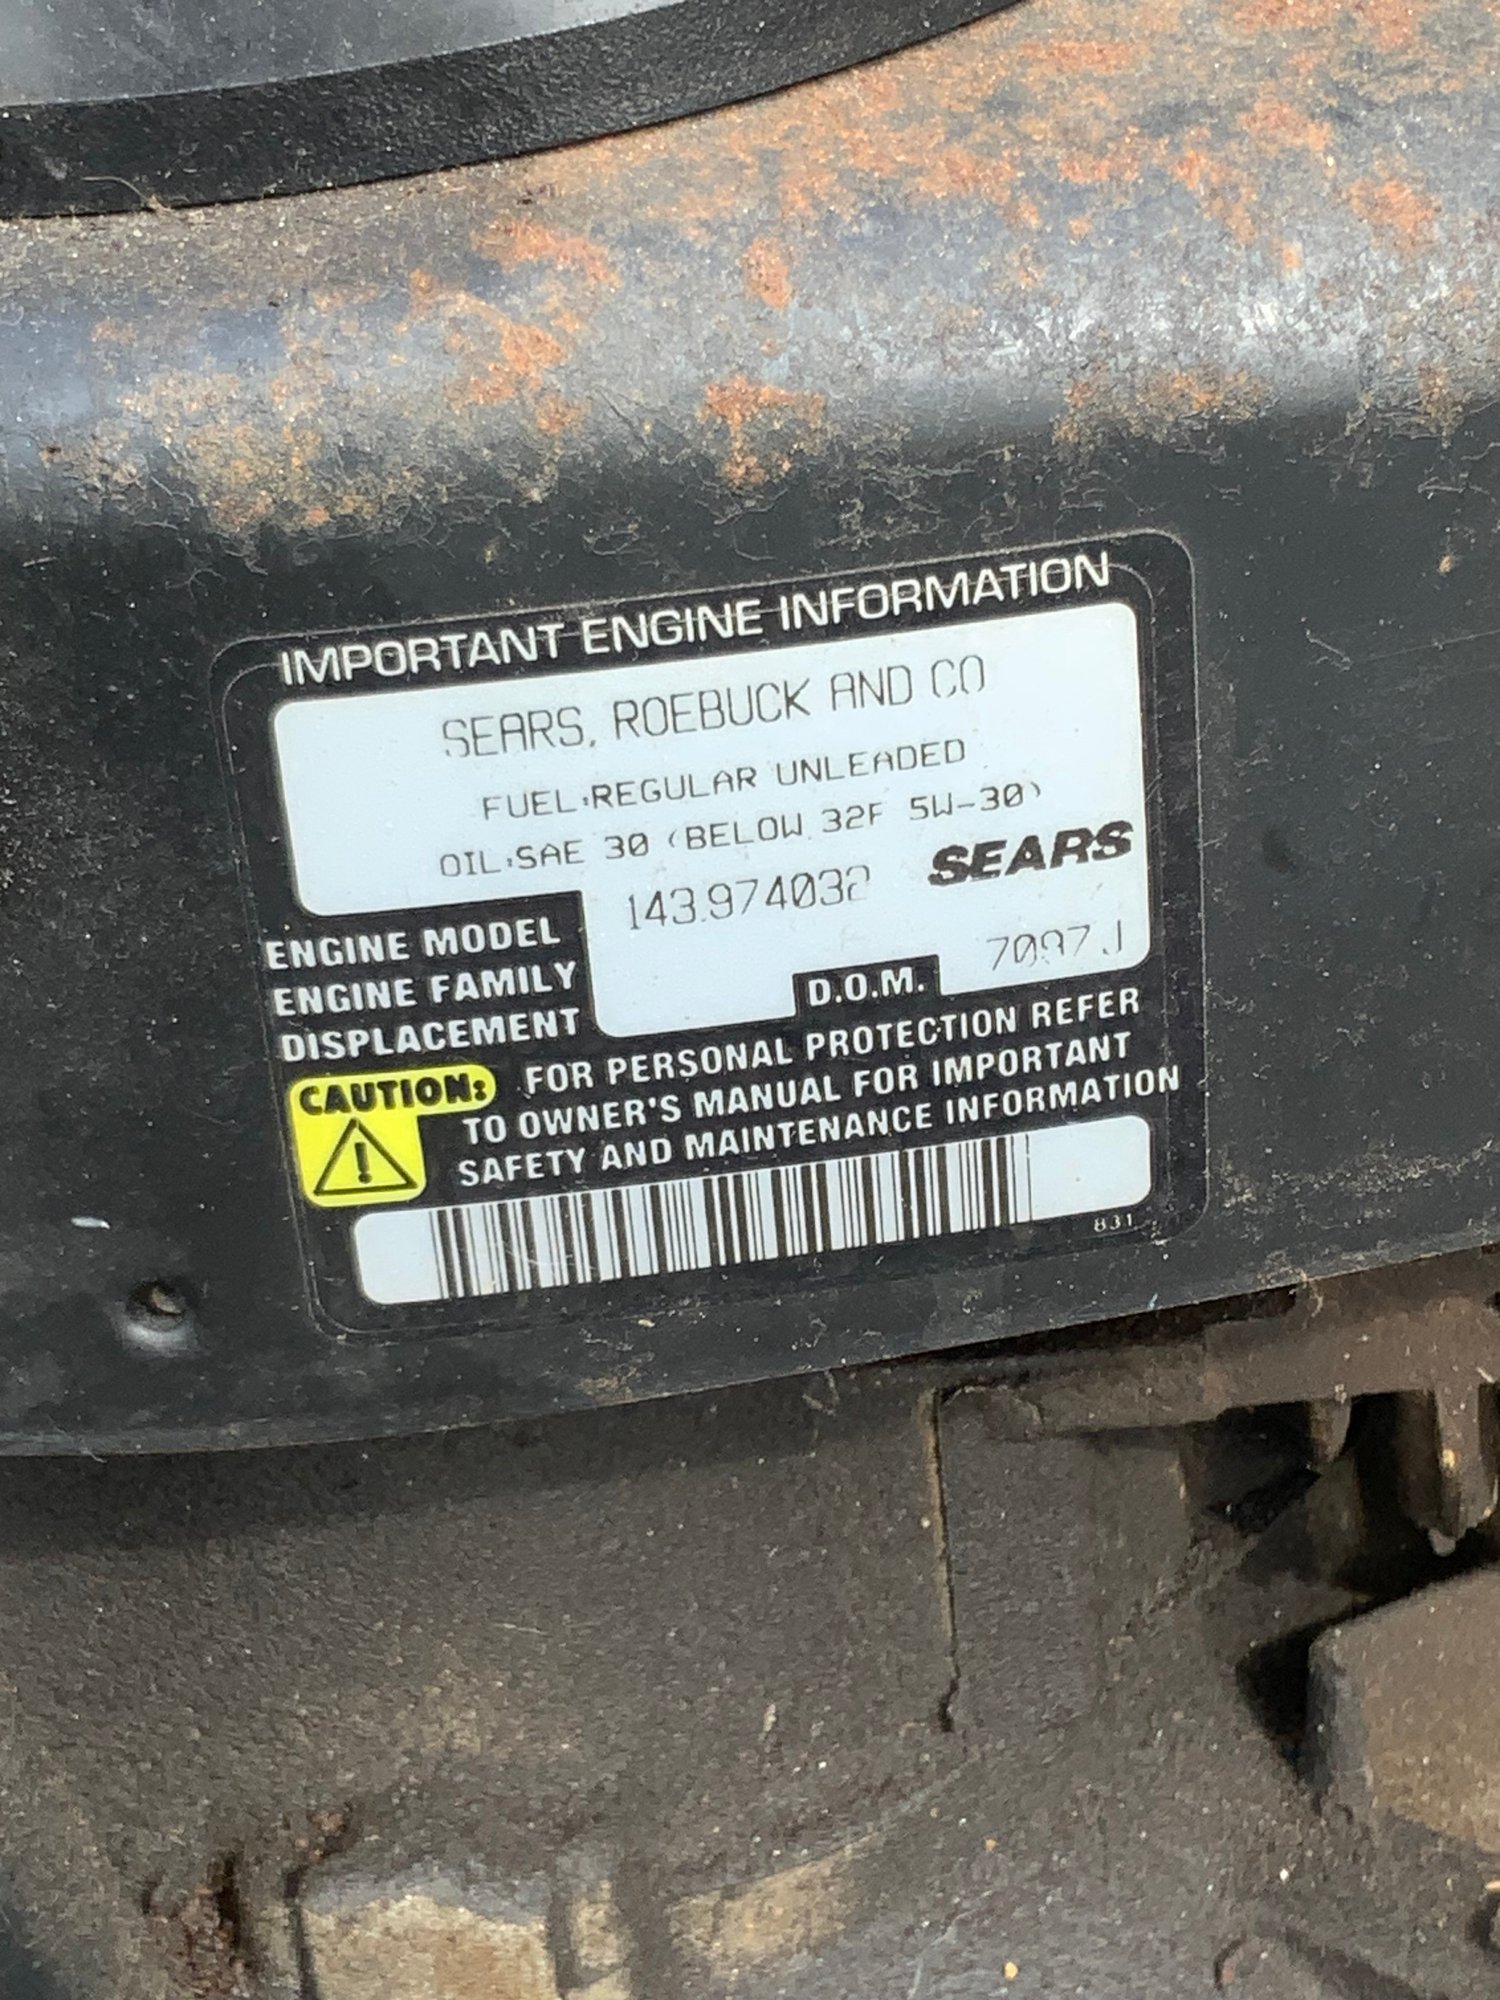 IMPORTANT ENGINE INFORMATION
SEARS, ROEBUCK AND CO
FUEL:REGULAR UNLEADED
OIL:SAE 30 (BELOW 32F 5W-30)
ENGINE MODEL 143.974032 SEARS
ENGINE FAMILY
DISPLACEMENT D.O.M. 7097J
CAUTION: FOR PERSONAL PROTECTION REFER
! TO OWNER'S MANUAL FOR IMPORTANT
SAFETY AND MAINTENANCE INFORMATION
831